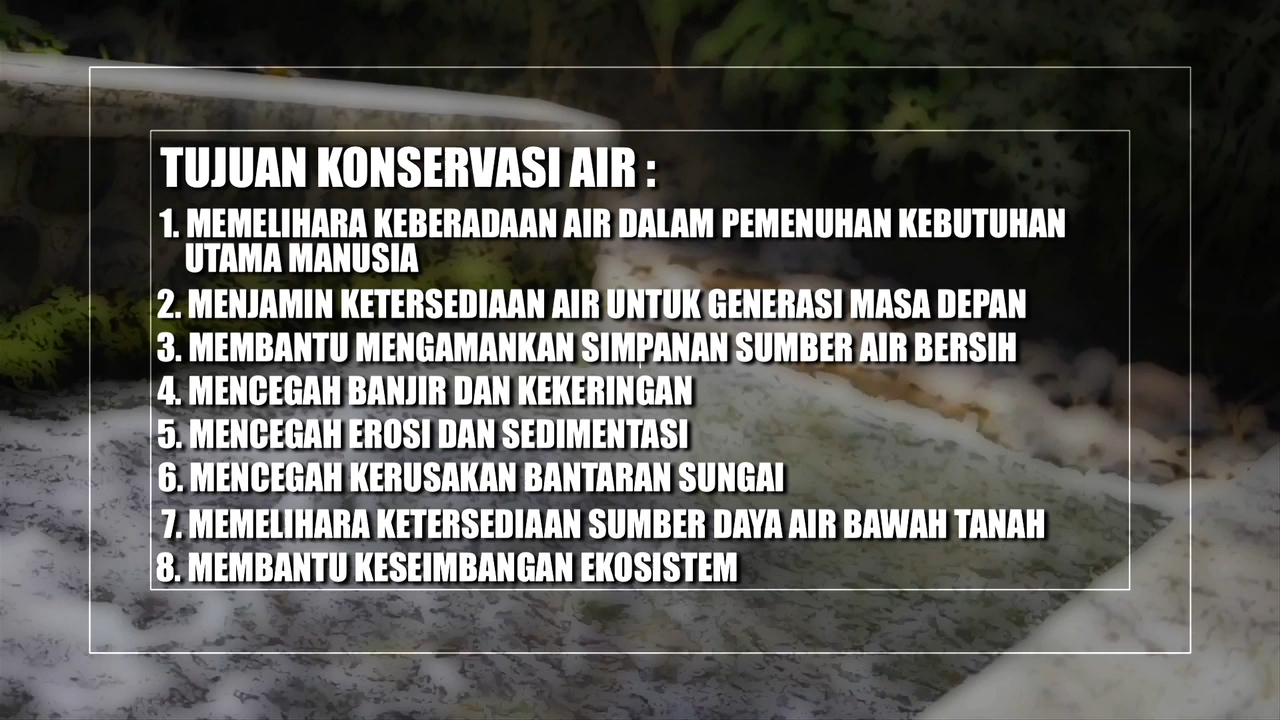 TUJUAN KONSERVASI AIR :
1. MEMELIHARA KEBERADAAN AIR DALAM PEMENUHAN KEBUTUHAN
UTAMA MANUSIA
2. MENJAMIN KETERSEDIAAN AIR UNTUK GENERASI MASA DEPAN
3. MEMBANTU MENGAMANKAN SIMPANAN SUMBER AIR BERSIH
4. MENCEGAH BANJIR DAN KEKERINGAN
5. MENCEGAH EROSI DAN SEDIMENTASI
6. MENCEGAH KERUSAKAN BANTARAN SUNGAI
7. MEMELIHARA KETERSEDIAAN SUMBER DAYA AIR BAWAH TANAH
8. MEMBANTU KESEIMBANGAN EKOSISTEM